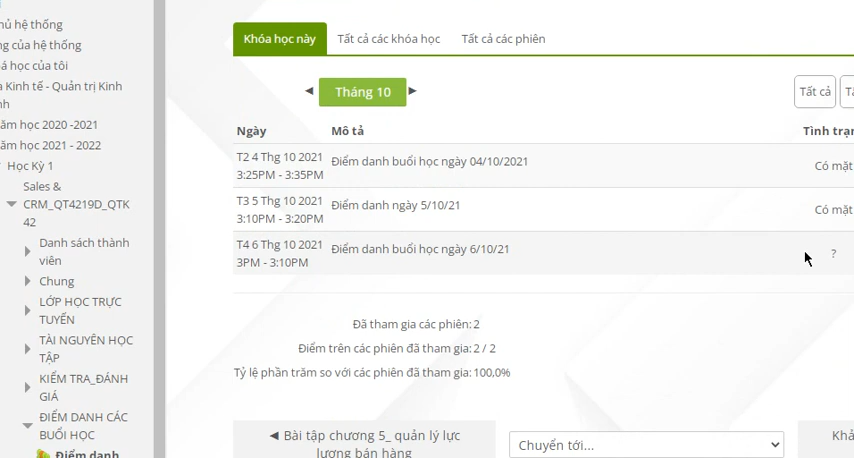 hủ hệ thống
ng của hệ thống
oá học của tôi
a Kinh tế - Quản trị Kinh
nh
ăm học 2020 -2021
ăm học 2021 - 2022
Học Kỳ 1
Sales &
CRM_QT4219D_QTK
42
Danh sách thành
viên
Chung
LỚP HỌC TRỰC
TUYẾN
TÀI NGUYÊN HỌC
TẬP
KIỂM TRA_ĐÁNH
GIÁ
ĐIỂM DANH CÁC
BUỔI HỌC
Điểm danh
Khóa học này Tất cả các khóa học Tất cả các phiên
◄ Tháng 10 ►
Tất cả
Ngày Mô tả Tình trạ
T2 4 Thg 10 2021 Điểm danh buổi học ngày 04/10/2021 Có mặt
3:25PM - 3:35PM
T3 5 Thg 10 2021 Điểm danh ngày 5/10/21 Có mặt
3:10PM - 3:20PM
T4 6 Thg 10 2021 Điểm danh buổi học ngày 6/10/21 ?
3PM - 3:10PM
Đã tham gia các phiên: 2
Điểm trên các phiên đã tham gia: 2 / 2
Tỷ lệ phần trăm so với các phiên đã tham gia: 100,0%
◄ Bài tập chương 5_ quản lý lực
lượng bán hàng
Chuyển tới...
Khả